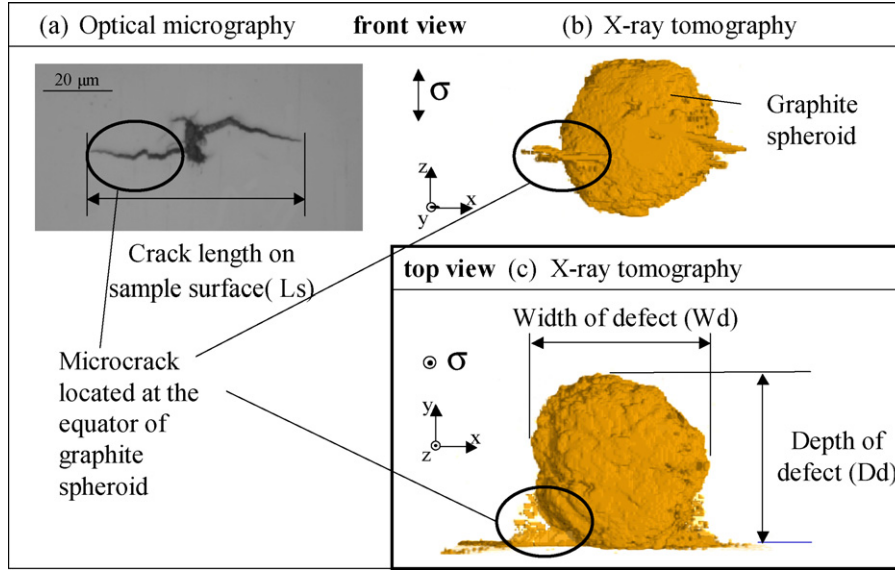 (a) Optical micrography
front view
(b) X-ray tomography
20 μm
σ
Graphite
spheroid
z
x
y
Crack length on
sample surface( Ls)
top view (c) X-ray tomography
Width of defect (Wd)
Microcrack
located at the
equator of
graphite
spheroid
σ
y
x
z
Depth of
defect (Dd)